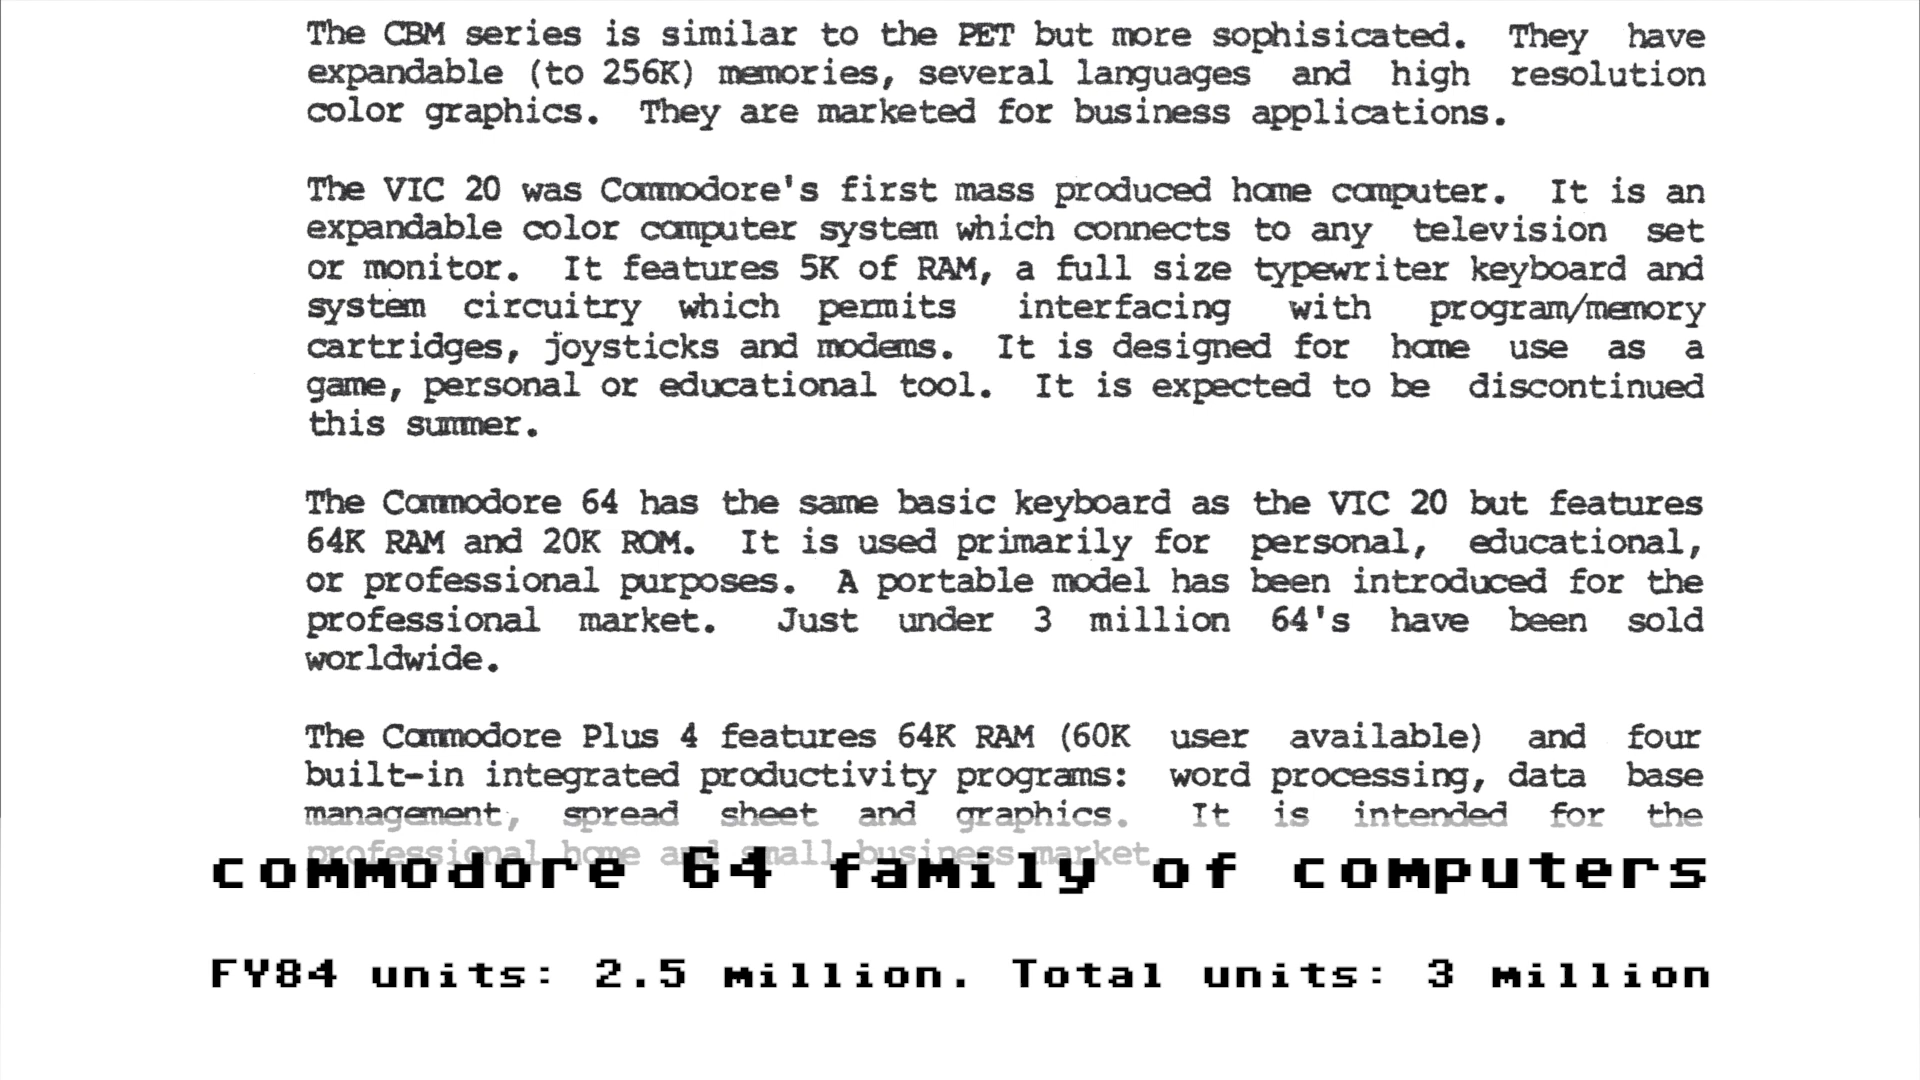 The CBM series is similar to the PET but more sophisicated. They have
expandable (to 256K) memories, several languages and high resolution
color graphics. They are marketed for business applications.
The VIC 20 was Commodore's first mass produced home computer. It is an
expandable color computer system which connects to any television set
or monitor. It features 5K of RAM, a full size typewriter keyboard and
system circuitry which permits interfacing with program/memory
cartridges, joysticks and modems. It is designed for home use as a
game, personal or educational tool. It is expected to be discontinued
this summer.
The Commodore 64 has the same basic keyboard as the VIC 20 but features
64K RAM and 20K ROM. It is used primarily for personal, educational,
or professional purposes. A portable model has been introduced for the
professional market. Just under 3 million 64's have been sold
worldwide.
The Commodore Plus 4 features 64K RAM (60K user available) and four
built-in integrated productivity programs: word processing, data base
management, spread sheet and graphics. It is intended for the
professional home and small business market.
commodore 64 family of computers
FY84 units: 2.5 million. Total units: 3 million